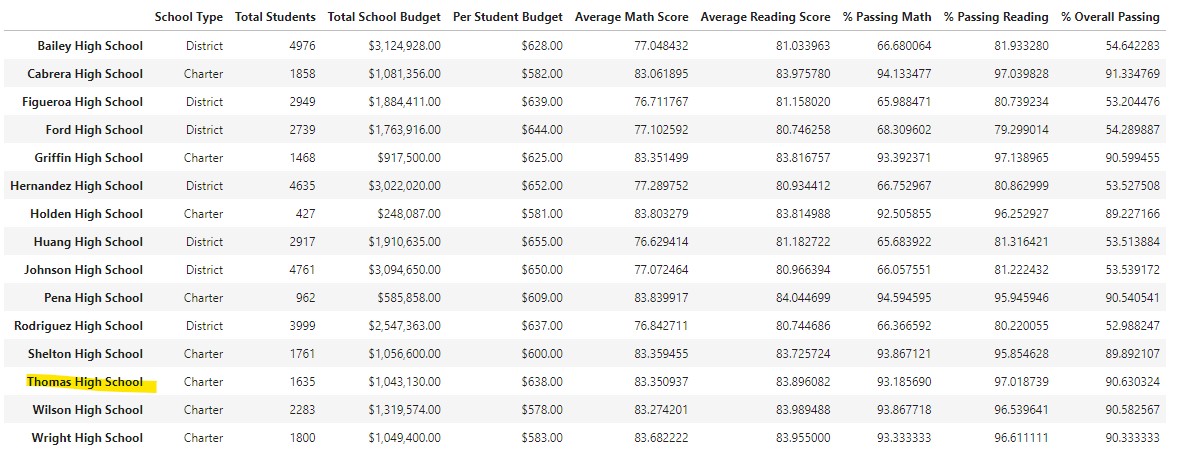 School Type Total Students Total School Budget Per Student Budget Average Math Score Average Reading Score % Passing Math % Passing Reading % Overall Passing
Bailey High School District 4976 $3,124,928.00 $628.00 77.048432 81.033963 66.680064 81.933280 54.642283
Cabrera High School Charter 1858 $1,081,356.00 $582.00 83.061895 83.975780 94.133477 97.039828 91.334769
Figueroa High School District 2949 $1,884,411.00 $639.00 76.711767 81.158020 65.988471 80.739234 53.204476
Ford High School District 2739 $1,763,916.00 $644.00 77.102592 80.746258 68.309602 79.299014 54.289887
Griffin High School Charter 1468 $917,500.00 $625.00 83.351499 83.816757 93.392371 97.138965 90.599455
Hernandez High School District 4635 $3,022,020.00 $652.00 77.289752 80.934412 66.752967 80.862999 53.527508
Holden High School Charter 427 $248,087.00 $581.00 83.803279 83.814988 92.505855 96.252927 89.227166
Huang High School District 2917 $1,910,635.00 $655.00 76.629414 81.182722 65.683922 81.316421 53.513884
Johnson High School District 4761 $3,094,650.00 $650.00 77.072464 80.966394 66.057551 81.222432 53.539172
Pena High School Charter 962 $585,858.00 $609.00 83.839917 84.044699 94.594595 95.945946 90.540541
Rodriguez High School District 3999 $2,547,363.00 $637.00 76.842711 80.744686 66.366592 80.220055 52.988247
Shelton High School Charter 1761 $1,056,600.00 $600.00 83.359455 83.725724 93.867121 95.854628 89.892107
Thomas High School Charter 1635 $1,043,130.00 $638.00 83.350937 83.896082 93.185690 97.018739 90.630324
Wilson High School Charter 2283 $1,319,574.00 $578.00 83.274201 83.989488 93.867718 96.539641 90.582567
Wright High School Charter 1800 $1,049,400.00 $583.00 83.682222 83.955000 93.333333 96.611111 90.333333